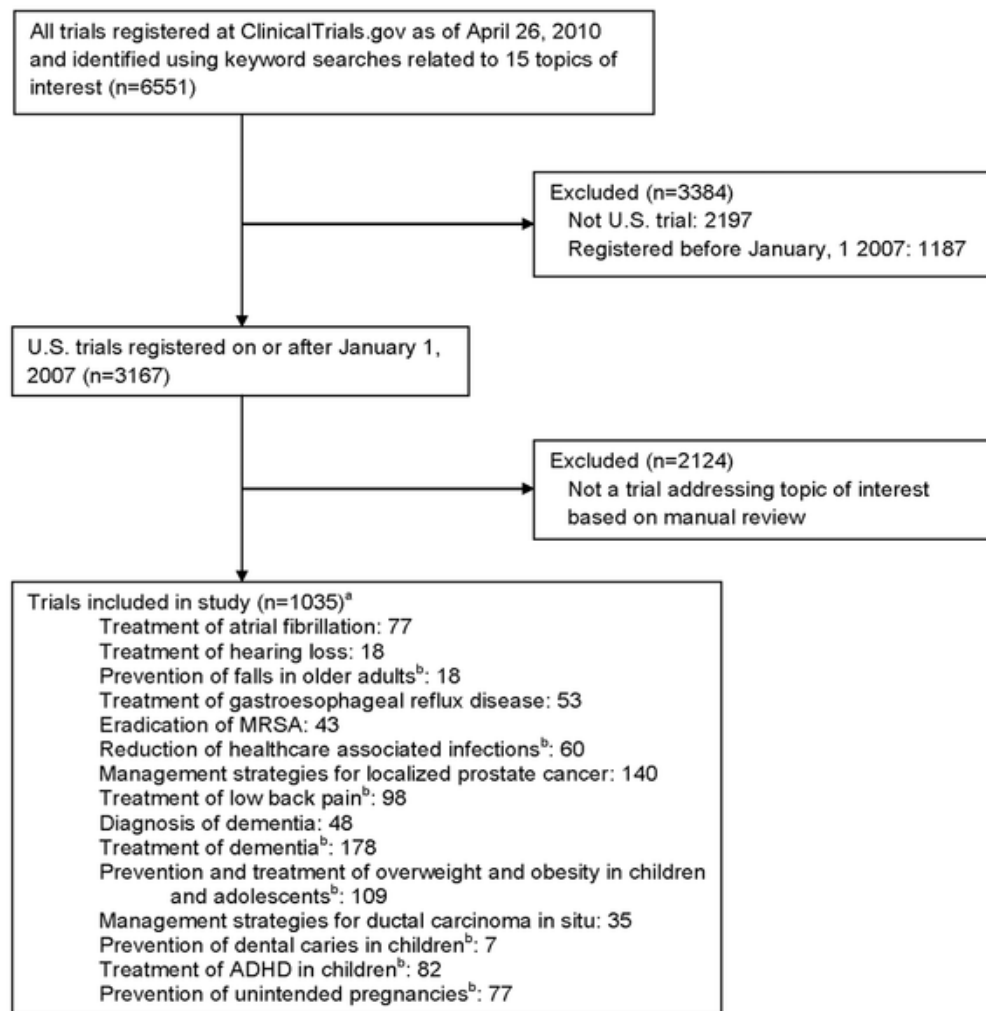 All trials registered at ClinicalTrials.gov as of April 26, 2010
and identified using keyword searches related to 15 topics of
interest (n=6551)
Excluded (n=3384)
Not U.S. trial: 2197
Registered before January, 1 2007: 1187
U.S. trials registered on or after January 1,
2007 (n=3167)
Excluded (n=2124)
Not a trial addressing topic of interest
based on manual review
Trials included in study (n=1035)ᵃ
Treatment of atrial fibrillation: 77
Treatment of hearing loss: 18
Prevention of falls in older adultsᵇ: 18
Treatment of gastroesophageal reflux disease: 53
Eradication of MRSA: 43
Reduction of healthcare associated infectionsᵇ: 60
Management strategies for localized prostate cancer: 140
Treatment of low back painᵇ: 98
Diagnosis of dementia: 48
Treatment of dementiaᵇ: 178
Prevention and treatment of overweight and obesity in children
and adolescentsᵇ: 109
Management strategies for ductal carcinoma in situ: 35
Prevention of dental caries in childrenᵇ: 7
Treatment of ADHD in childrenᵇ: 82
Prevention of unintended pregnanciesᵇ: 77